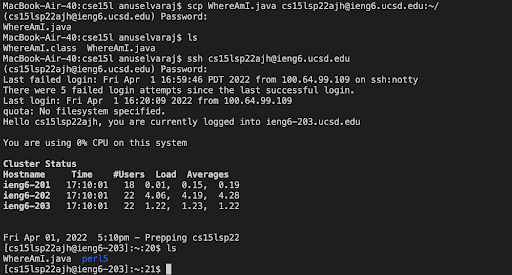 MacBook-Air-40:cse15l anuselvaraj$ scp WhereAmI.java cs15lsp22ajh@ieng6.ucsd.edu:~/
(cs15lsp22ajh@ieng6.ucsd.edu) Password:
WhereAmI.java
MacBook-Air-40:cse15l anuselvaraj$ ls
WhereAmI.class  WhereAmI.java
MacBook-Air-40:cse15l anuselvaraj$ ssh cs15lsp22ajh@ieng6.ucsd.edu
(cs15lsp22ajh@ieng6.ucsd.edu) Password:
Last failed login: Fri Apr  1 16:59:46 PDT 2022 from 100.64.99.109 on ssh:notty
There were 5 failed login attempts since the last successful login.
Last login: Fri Apr  1 16:20:09 2022 from 100.64.99.109
quota: No filesystem specified.
Hello cs15lsp22ajh, you are currently logged into ieng6-203.ucsd.edu
You are using 0% CPU on this system
Cluster Status
Hostname     Time    #Users  Load  Averages
ieng6-201   17:10:01   18  0.01,  0.15,  0.19
ieng6-202   17:10:01   22  4.06,  4.19,  4.28
ieng6-203   17:10:01   22  1.22,  1.23,  1.22
Fri Apr 01, 2022  5:10pm - Prepping cs15lsp22
[cs15lsp22ajh@ieng6-203]:~:20$ ls
WhereAmI.java  perl5
[cs15lsp22ajh@ieng6-203]:~:21$